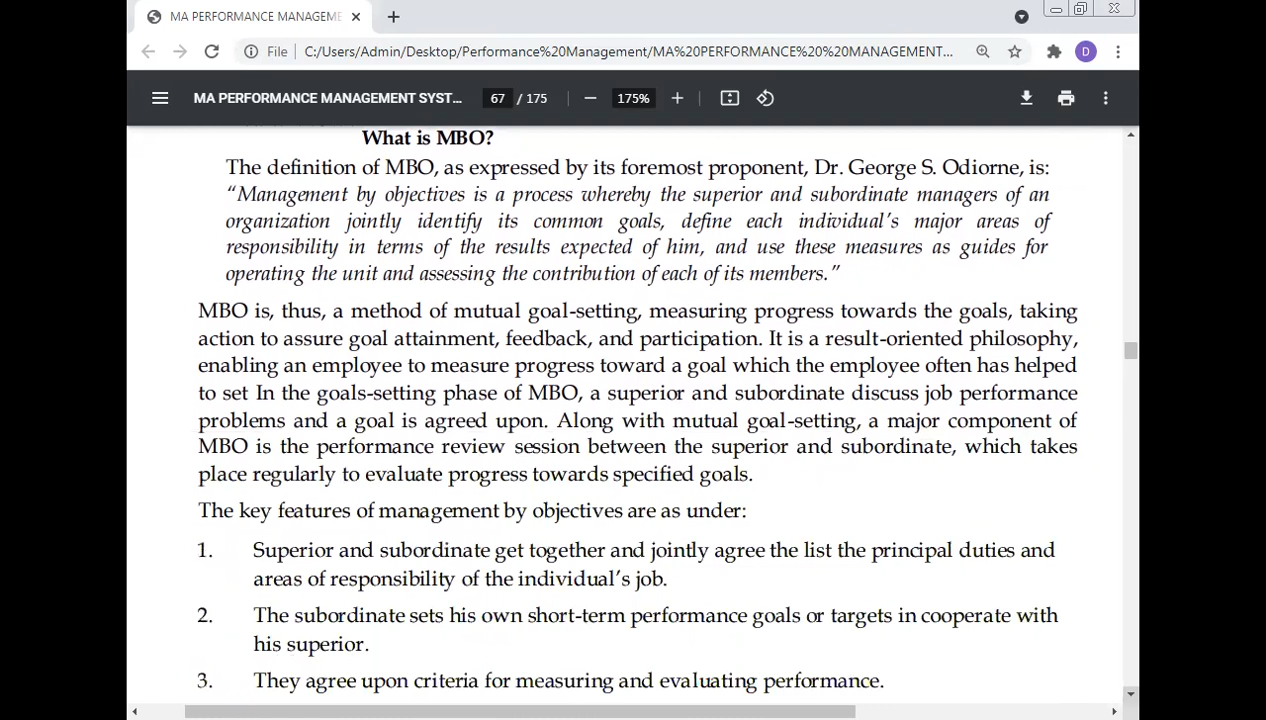 MA PERFORMANCE MANAGEME
File
C:/Users/Admin/Desktop/Performance%20Management/MA%20PERFORMANCE%20%20MANAGEMENT...
D
MA PERFORMANCE MANAGEMENT SYST...
67 / 175
175%
What is MBO?
The definition of MBO, as expressed by its foremost proponent, Dr. George S. Odiorne, is:
“Management by objectives is a process whereby the superior and subordinate managers of an
organization jointly identify its common goals, define each individual’s major areas of
responsibility in terms of the results expected of him, and use these measures as guides for
operating the unit and assessing the contribution of each of its members.”
MBO is, thus, a method of mutual goal-setting, measuring progress towards the goals, taking
action to assure goal attainment, feedback, and participation. It is a result-oriented philosophy,
enabling an employee to measure progress toward a goal which the employee often has helped
to set In the goals-setting phase of MBO, a superior and subordinate discuss job performance
problems and a goal is agreed upon. Along with mutual goal-setting, a major component of
MBO is the performance review session between the superior and subordinate, which takes
place regularly to evaluate progress towards specified goals.
The key features of management by objectives are as under:
1. Superior and subordinate get together and jointly agree the list the principal duties and
areas of responsibility of the individual’s job.
2. The subordinate sets his own short-term performance goals or targets in cooperate with
his superior.
3. They agree upon criteria for measuring and evaluating performance.